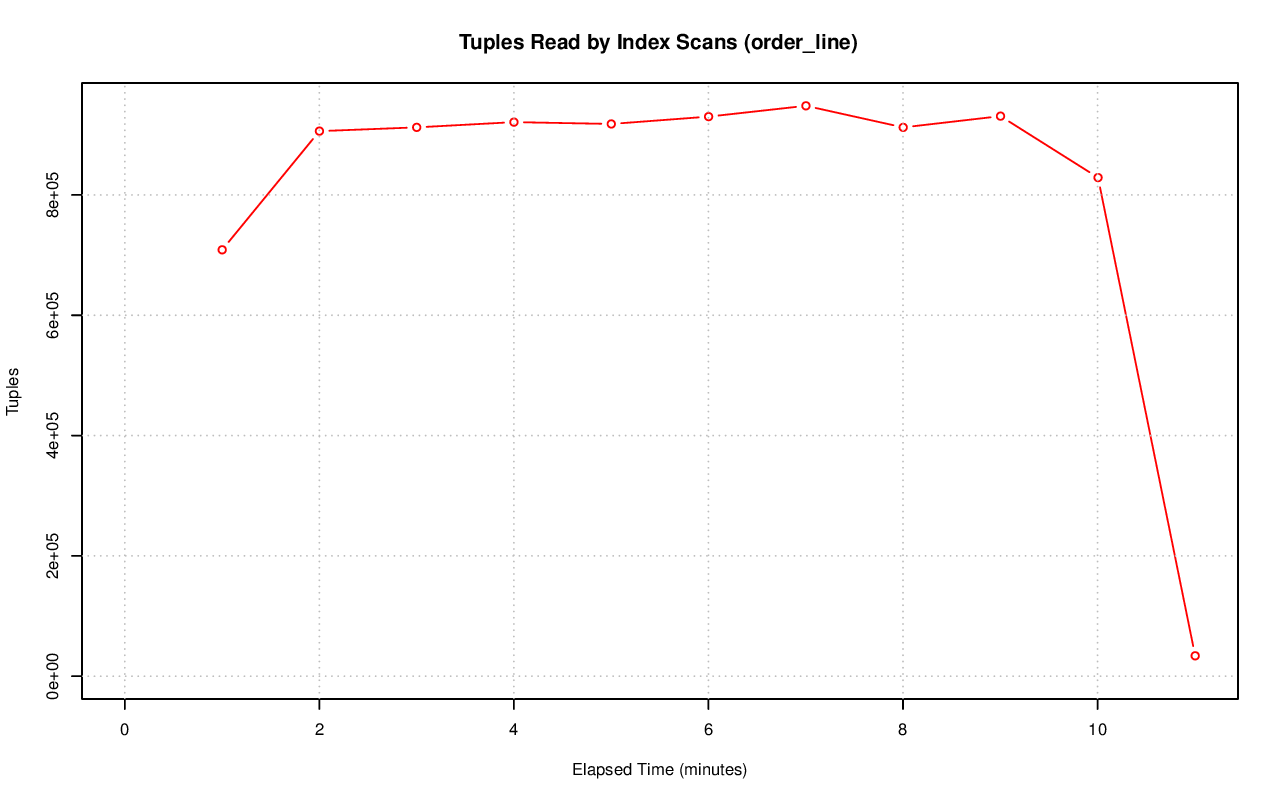 Tuples Read by Index Scans (order_line)
Tuples
8e+05
6e+05
4e+05
2e+05
0e+00
0 2 4 6 8 10
Elapsed Time (minutes)